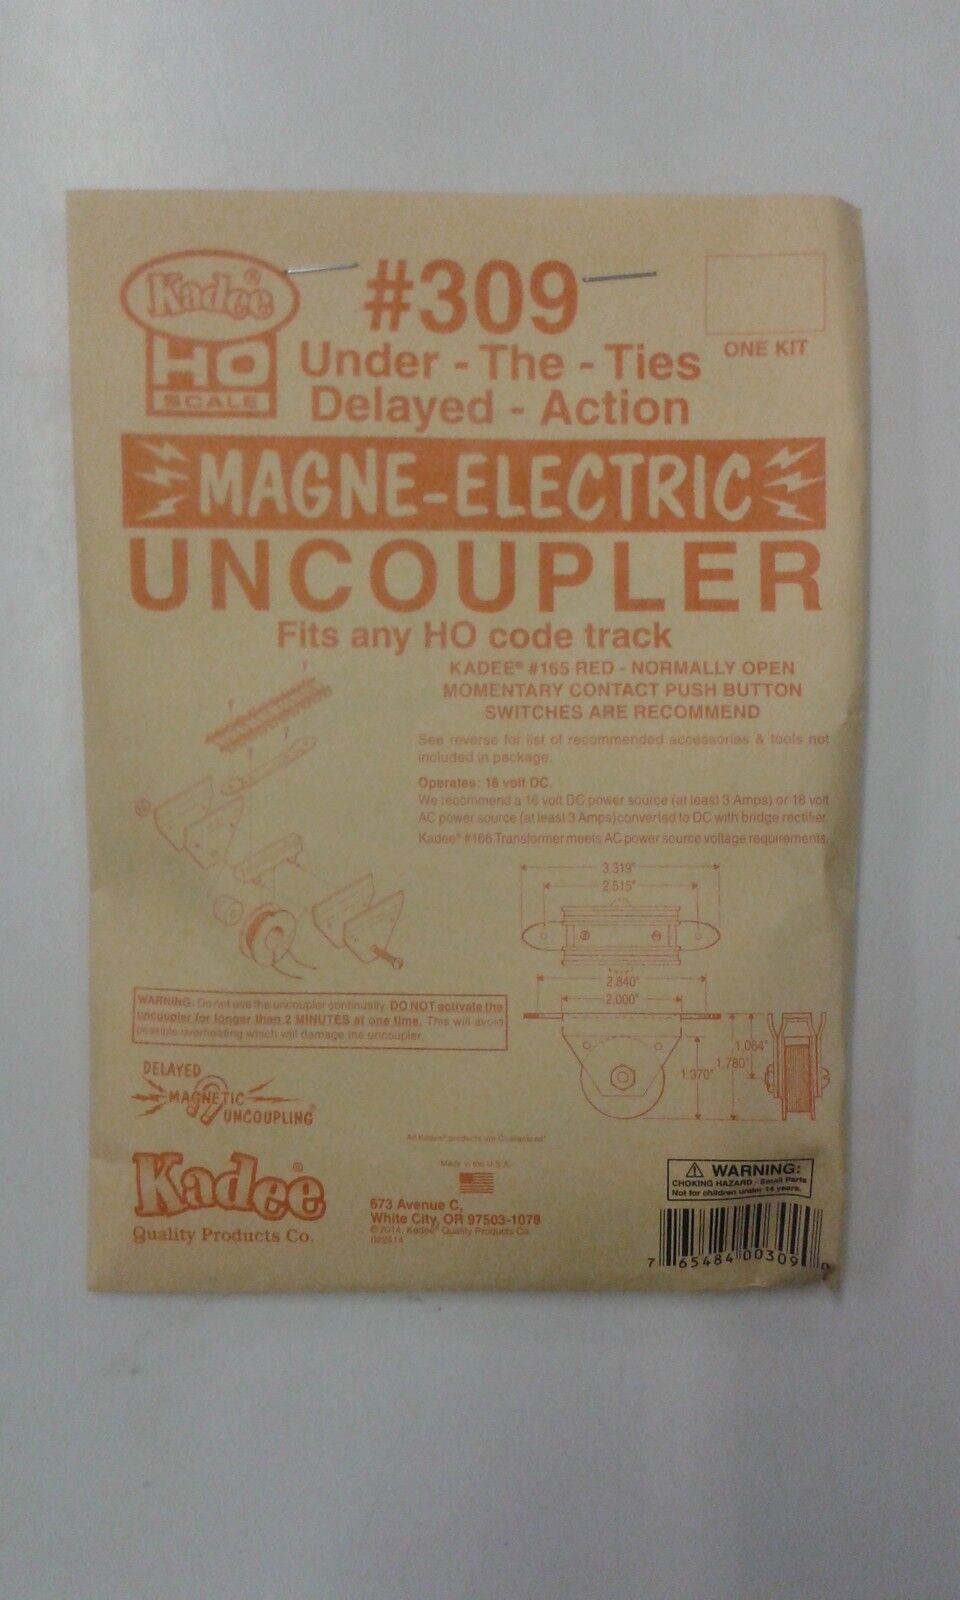 Kadee®
HO
SCALE
#309
ONE KIT
Under - The - Ties
Delayed - Action
MAGNE-ELECTRIC
UNCOUPLER
Fits any HO code track
KADEE® #165 RED - NORMALLY OPEN
MOMENTARY CONTACT PUSH BUTTON
SWITCHES ARE RECOMMEND
See reverse for list of recommended accessories & tools not
included in package.
Operates: 16 volt DC.
We recommend a 16 volt DC power source (at least 3 Amps) or 16 volt
AC power source (at least 3 Amps) converted to DC with bridge rectifier.
Kadee® #166 Transformer meets AC power source voltage requirements.
3.319"
2.515"
2.840"
2.000"
1.064"
1.780"
1.370"
WARNING: Do not use the uncoupler continually. DO NOT activate the
uncoupler for longer than 2 MINUTES at one time. This will avoid
possible overheating which will damage the uncoupler.
DELAYED
MAGNETIC
UNCOUPLING®
All Kadee® products are Guaranteed*
Made in the U.S.A.
Kadee®
Quality Products Co.
673 Avenue C,
White City, OR 97503-1078
© 2014, Kadee® Quality Products Co.
022414
WARNING:
CHOKING HAZARD - Small Parts
Not for children under 14 years.
7 65484 00309